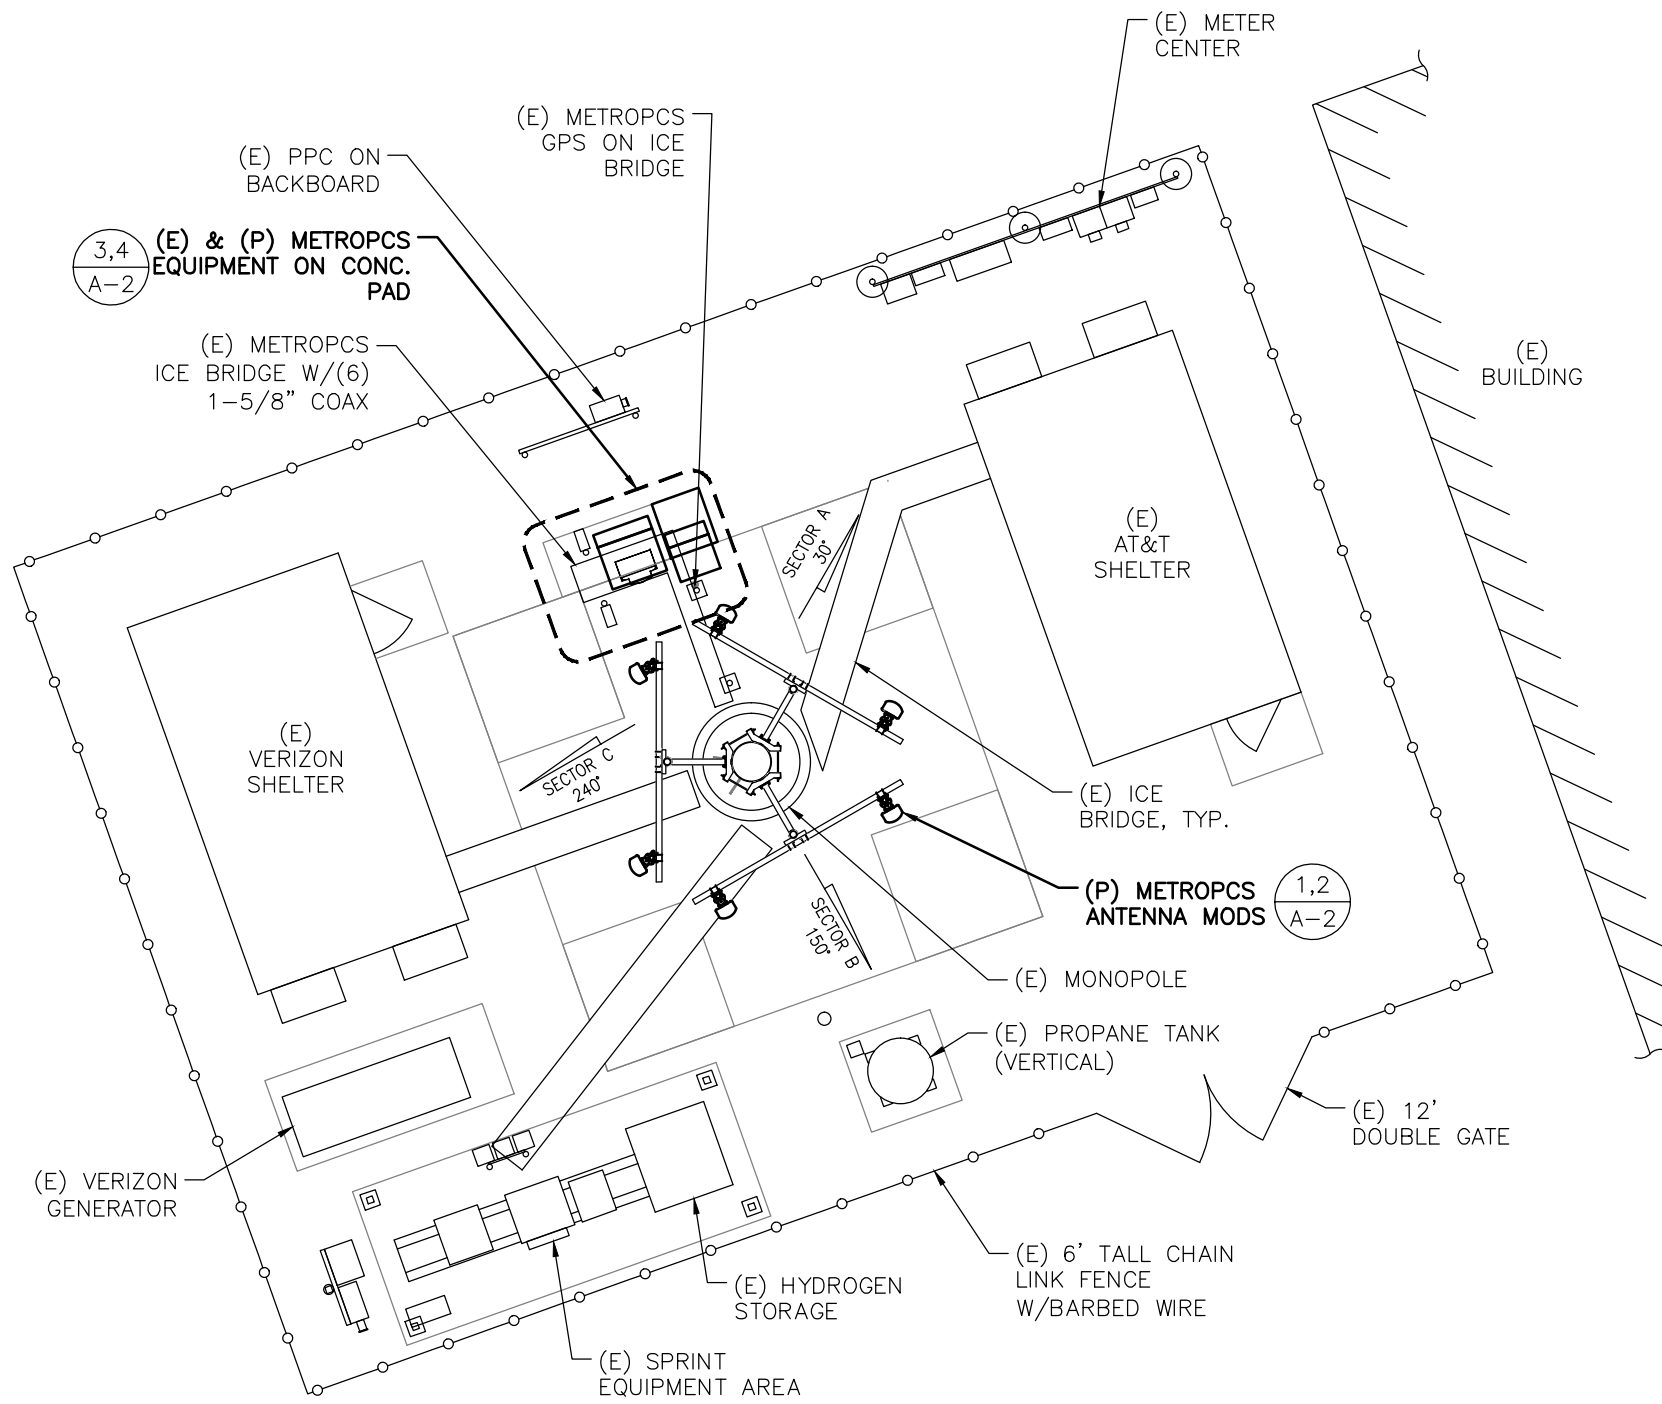 (E) METER
CENTER
(E) METROPCS
GPS ON ICE
BRIDGE
(E) PPC ON
BACKBOARD
3,4
A-2
(E) & (P) METROPCS
EQUIPMENT ON CONC.
PAD
(E) METROPCS
ICE BRIDGE W/(6)
1-5/8" COAX
(E)
BUILDING
SECTOR A
30°
(E)
AT&T
SHELTER
(E)
VERIZON
SHELTER
SECTOR C
240°
(E) ICE
BRIDGE, TYP.
(P) METROPCS
ANTENNA MODS
1,2
A-2
SECTOR B
150°
(E) MONOPOLE
(E) PROPANE TANK
(VERTICAL)
(E) 12'
DOUBLE GATE
(E) VERIZON
GENERATOR
(E) 6' TALL CHAIN
LINK FENCE
W/BARBED WIRE
(E) HYDROGEN
STORAGE
(E) SPRINT
EQUIPMENT AREA